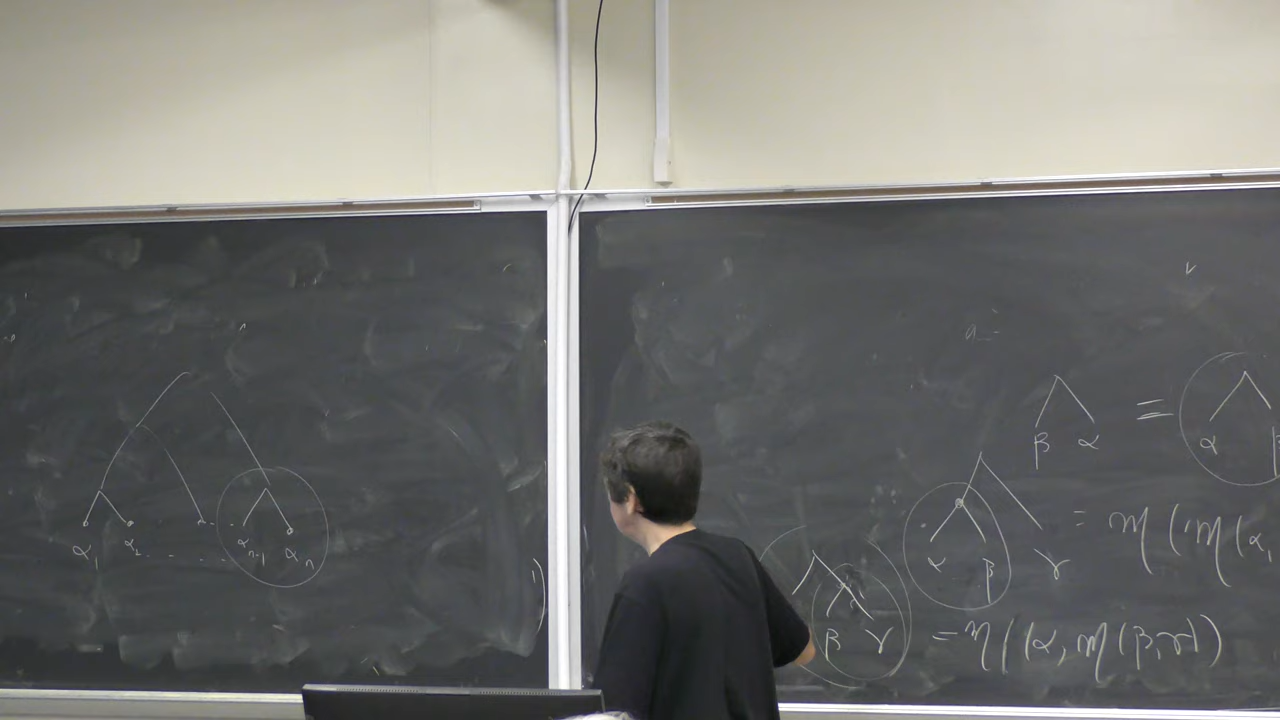 α₁ α₂ . . . . . . αₙ₋₁ αₙ
β α = α β
α β γ = m(m(α,
β γ = m((α, m(β,γ))